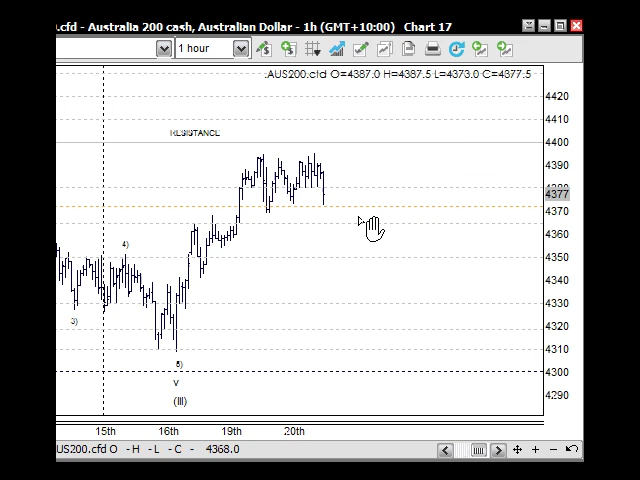 .cfd - Australia 200 cash, Australian Dollar - 1h (GMT+10:00) Chart 17
1 hour
.AUS200.cfd O=4387.0 H=4387.5 L=4373.0 C=4377.5
4420
4410
RESISTANCE
4400
4390
4380
4377
4370
4360
4)
4350
4340
4330
3)
4320
4310
5)
4300
V
4290
(III)
15th 16th 19th 20th
US200.cfd O -H -L -C - 4368.0